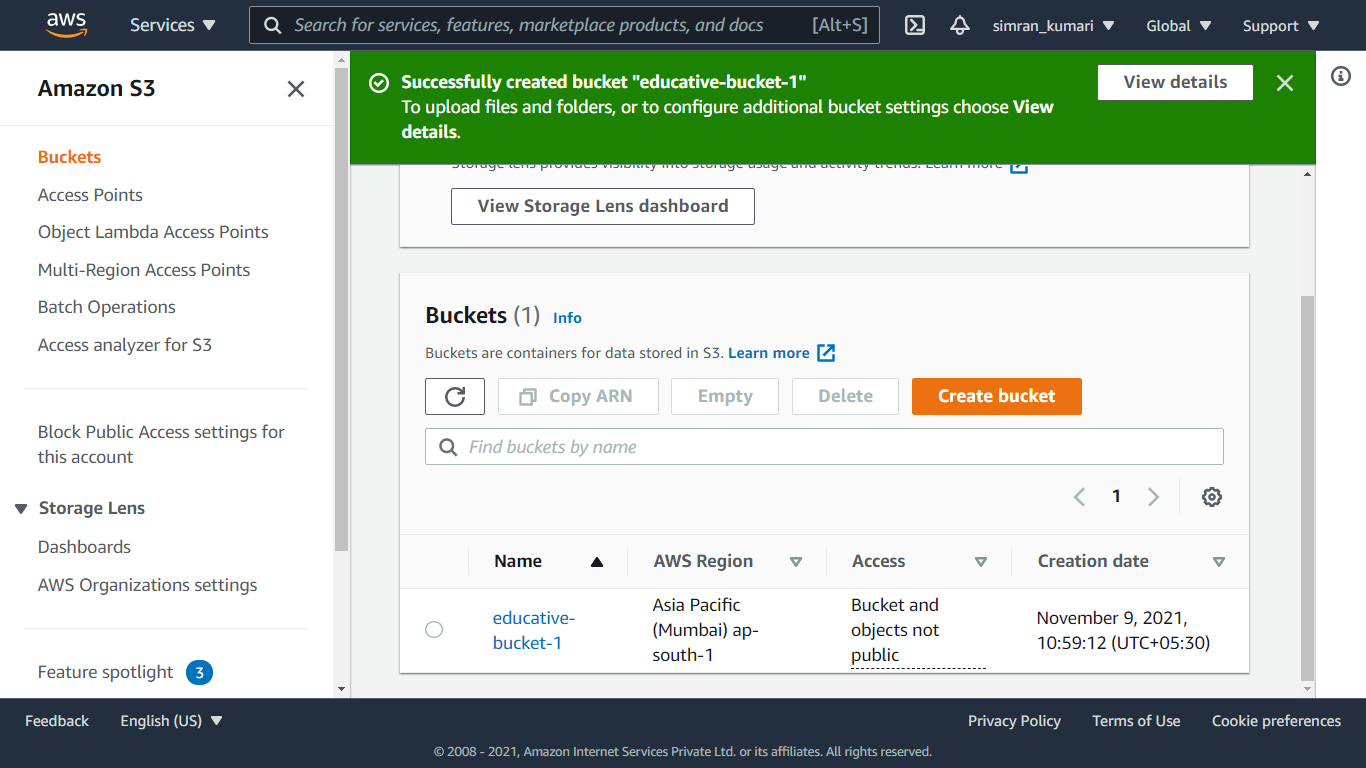 aws
Services
Search for services, features, marketplace products, and docs
[Alt+S]
simran_kumari
Global
Support
Amazon S3
Buckets
Access Points
Object Lambda Access Points
Multi-Region Access Points
Batch Operations
Access analyzer for S3
Block Public Access settings for
this account
Storage Lens
Dashboards
AWS Organizations settings
Feature spotlight 3
Successfully created bucket "educative-bucket-1"
To upload files and folders, or to configure additional bucket settings choose View
details.
View details
Storage lens provides visibility into storage usage and activity trends. Learn more
View Storage Lens dashboard
Buckets (1) Info
Buckets are containers for data stored in S3. Learn more
Copy ARN
Empty
Delete
Create bucket
Find buckets by name
1
Name
AWS Region
Access
Creation date
educative-
bucket-1
Asia Pacific
(Mumbai) ap-
south-1
Bucket and
objects not
public
November 9, 2021,
10:59:12 (UTC+05:30)
Feedback
English (US)
Privacy Policy
Terms of Use
Cookie preferences
© 2008 - 2021, Amazon Internet Services Private Ltd. or its affiliates. All rights reserved.